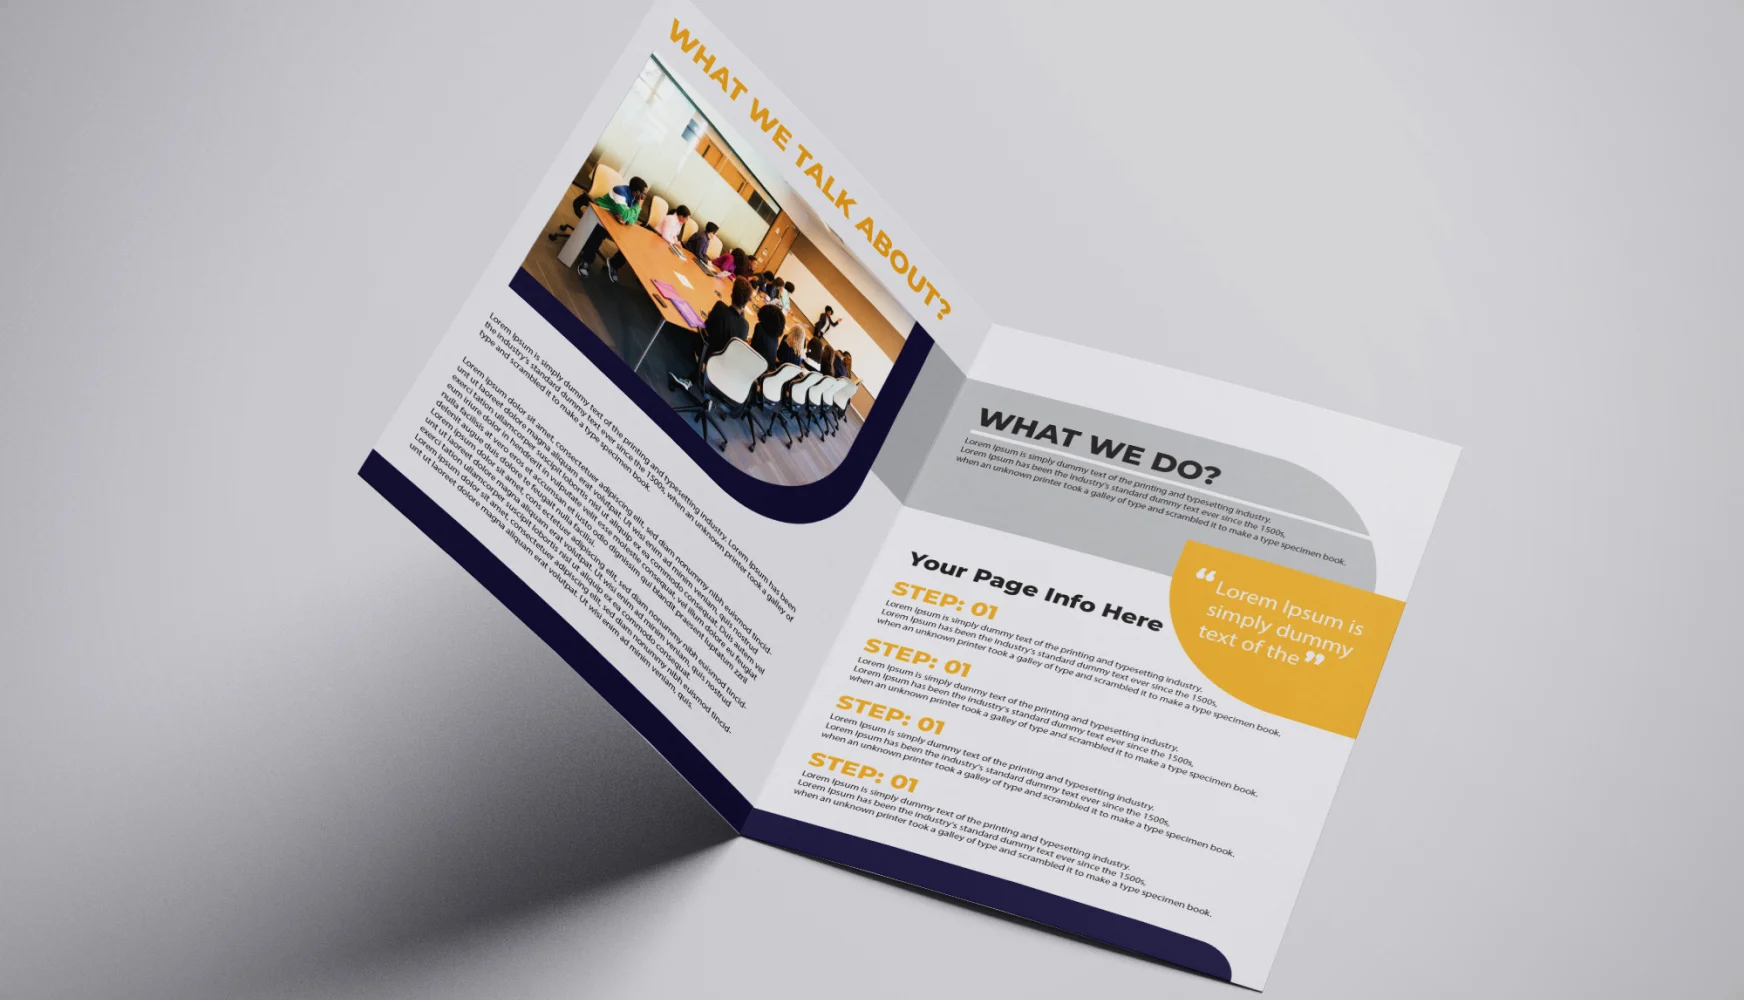 WHAT WE TALK ABOUT?
Lorem Ipsum is simply dummy text of the printing and typesetting industry. Lorem Ipsum has been
the industry's standard dummy text ever since the 1500s, when an unknown printer took a galley of
type and scrambled it to make a type specimen book.
Lorem ipsum dolor sit amet, consectetuer adipiscing elit, sed diam nonummy nibh euismod tincid-
unt ut laoreet dolore magna aliquam erat volutpat. Ut wisi enim ad minim veniam, quis nostrud
exerci tation ullamcorper suscipit lobortis nisl ut aliquip ex ea commodo consequat. Duis autem vel
eum iriure dolor in hendrerit in vulputate velit esse molestie consequat, vel illum dolore eu feugiat
nulla facilisis at vero eros et accumsan et iusto odio dignissim qui blandit praesent luptatum zzril
delenit augue duis dolore te feugait nulla facilisi.
Lorem ipsum dolor sit amet, cons ectetuer adipiscing elit, sed diam nonummy nibh euismod tincid-
unt ut laoreet dolore magna aliquam erat volutpat. Ut wisi enim ad minim veniam, quis nostrud
exerci tation ullamcorper suscipit lobortis nisl ut aliquip ex ea commodo consequat.
Lorem ipsum dolor sit amet, consectetuer adipiscing elit, sed diam nonummy nibh euismod tincid.
unt ut laoreet dolore magna aliquam erat volutpat. Ut wisi enim ad minim veniam, quis.
WHAT WE DO?
Lorem Ipsum is simply dummy text of the printing and typesetting industry.
Lorem Ipsum has been the industry's standard dummy text ever since the 1500s,
when an unknown printer took a galley of type and scrambled it to make a type specimen book.
“Lorem Ipsum is
simply dummy
text of the ”
Your Page Info Here
STEP: 01
Lorem Ipsum is simply dummy text of the printing and typesetting industry.
Lorem Ipsum has been the industry's standard dummy text ever since the 1500s,
when an unknown printer took a galley of type and scrambled it to make a type specimen book.
STEP: 01
Lorem Ipsum is simply dummy text of the printing and typesetting industry.
Lorem Ipsum has been the industry's standard dummy text ever since the 1500s,
when an unknown printer took a galley of type and scrambled it to make a type specimen book.
STEP: 01
Lorem Ipsum is simply dummy text of the printing and typesetting industry.
Lorem Ipsum has been the industry's standard dummy text ever since the 1500s,
when an unknown printer took a galley of type and scrambled it to make a type specimen book.
STEP: 01
Lorem Ipsum is simply dummy text of the printing and typesetting industry.
Lorem Ipsum has been the industry's standard dummy text ever since the 1500s,
when an unknown printer took a galley of type and scrambled it to make a type specimen book.